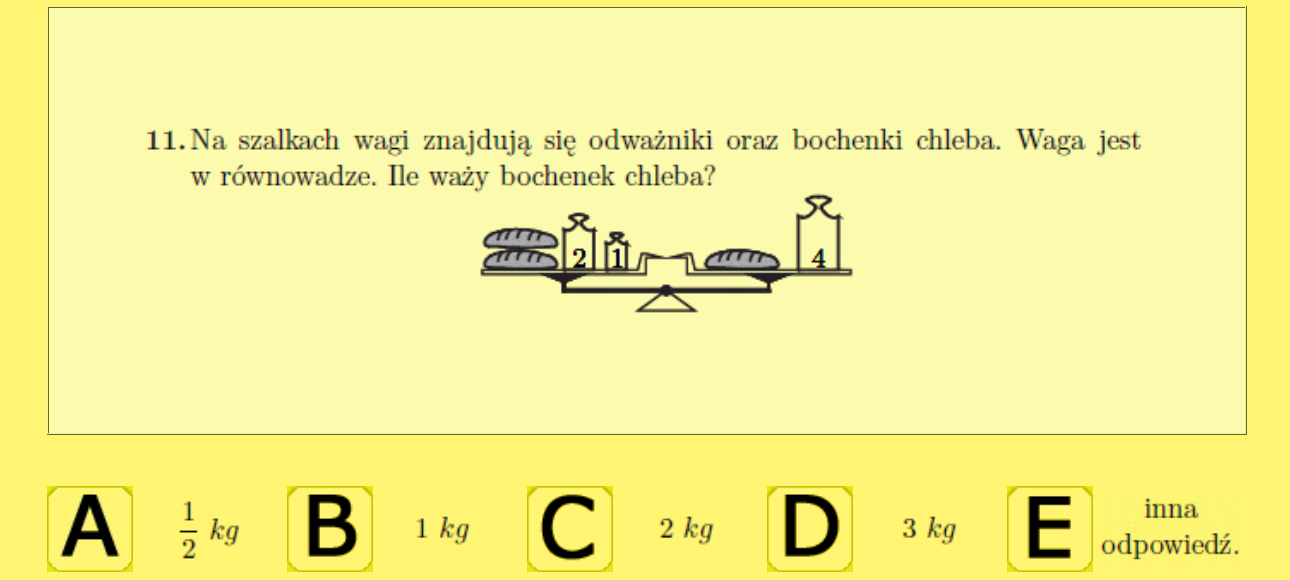 11. Na szalkach wagi znajdują się odważniki oraz bochenki chleba. Waga jest
w równowadze. Ile waży bochenek chleba?
2 1 4
A 1/2 kg B 1 kg C 2 kg D 3 kg E inna
odpowiedź.